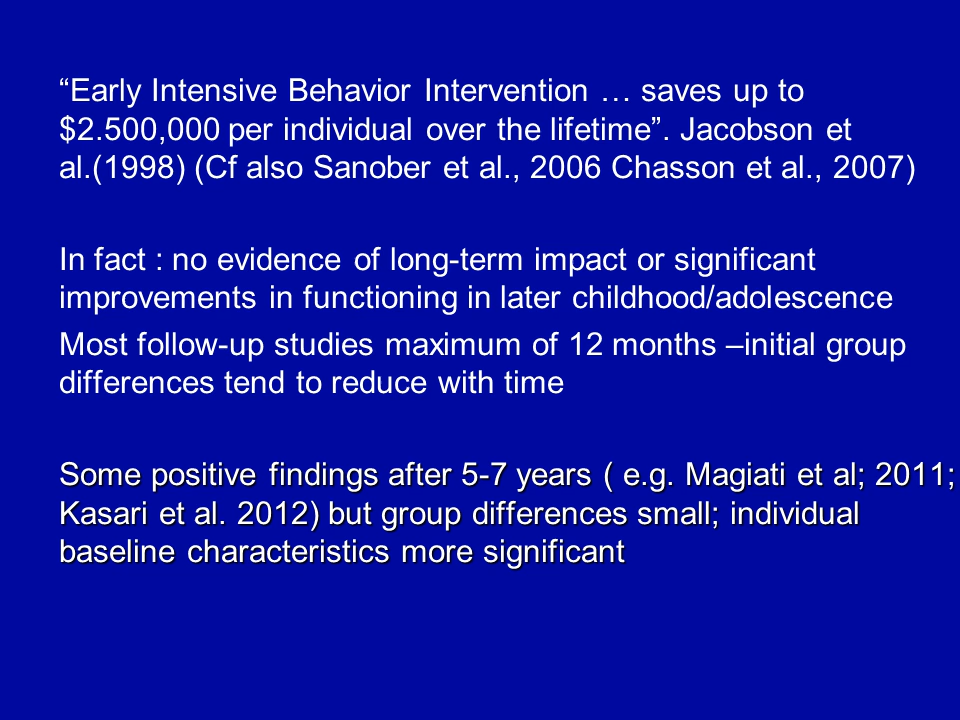 “Early Intensive Behavior Intervention … saves up to
$2.500,000 per individual over the lifetime”. Jacobson et
al.(1998) (Cf also Sanober et al., 2006 Chasson et al., 2007)
In fact : no evidence of long-term impact or significant
improvements in functioning in later childhood/adolescence
Most follow-up studies maximum of 12 months –initial group
differences tend to reduce with time
Some positive findings after 5-7 years ( e.g. Magiati et al; 2011;
Kasari et al. 2012) but group differences small; individual
baseline characteristics more significant